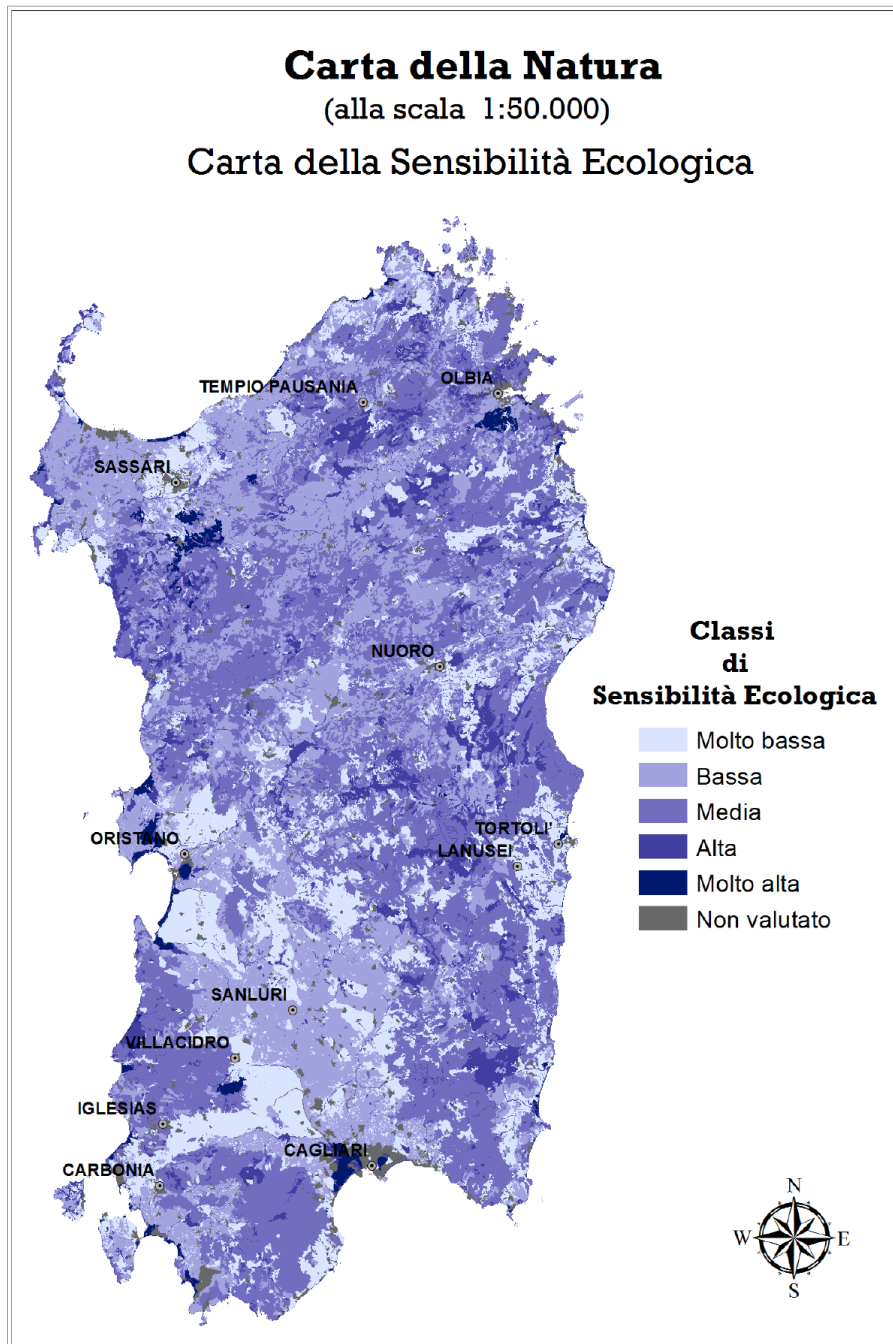 Carta della Natura
(alla scala 1:50.000)
Carta della Sensibilità Ecologica
TEMPIO PAUSANIA
OLBIA
SASSARI
NUORO
Classi
di
Sensibilità Ecologica
Molto bassa
Bassa
Media
Alta
Molto alta
Non valutato
ORISTANO
TORTOLI'
LANUSEI
SANLURI
VILLACIDRO
IGLESIAS
CAGLIARI
CARBONIA
N
W
E
S